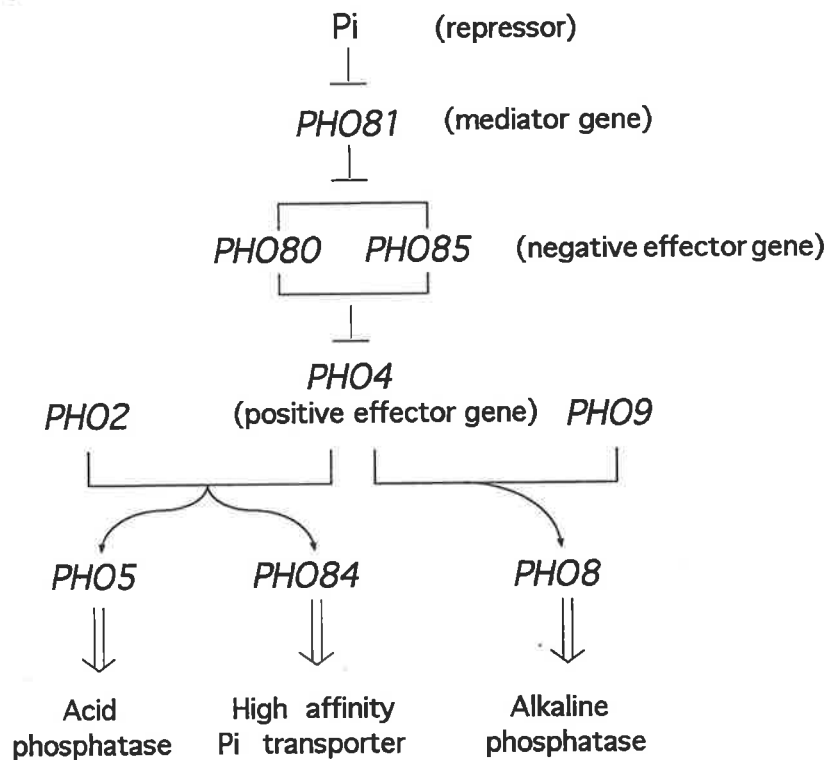 Pi (repressor)
PHO81 (mediator gene)
PHO80 PHO85 (negative effector gene)
PHO4
PHO2 (positive effector gene) PHO9
PHO5 PHO84 PHO8
Acid High affinity Alkaline
phosphatase Pi transporter phosphatase